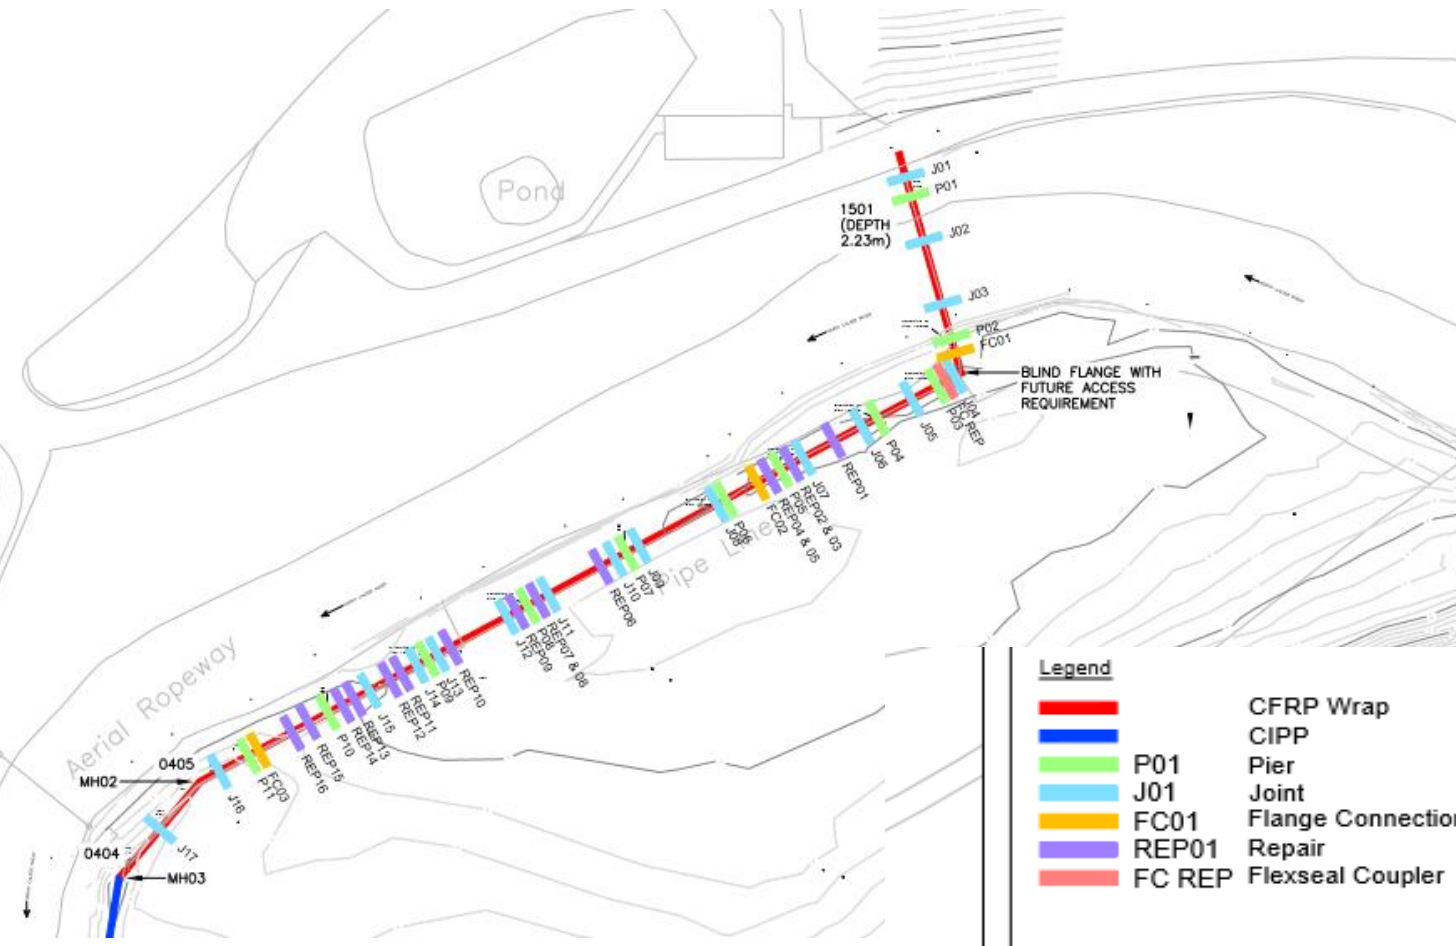 Pond
J01
P01
1501
(DEPTH
2.23m)
J02
J03
P02
FC01
BLIND FLANGE WITH
FUTURE ACCESS
REQUIREMENT
J04
FC REP
P03
J05
P04
J06
REP01
J07
REP02 & 03
P05
REP04 & 05
FC02
P06
J08
Pipe Line
J09
P07
J10
REP06
J11
REP07 & 08
P08
REP09
J12
REP10
J13
P09
J14
REP11
REP12
J15
REP13
REP14
P10
REP15
REP16
FC03
P11
J16
Aerial Ropeway
0405
MH02
J17
0404
MH03
Legend
CFRP Wrap
CIPP
P01 Pier
J01 Joint
FC01 Flange Connection
REP01 Repair
FC REP Flexseal Coupler